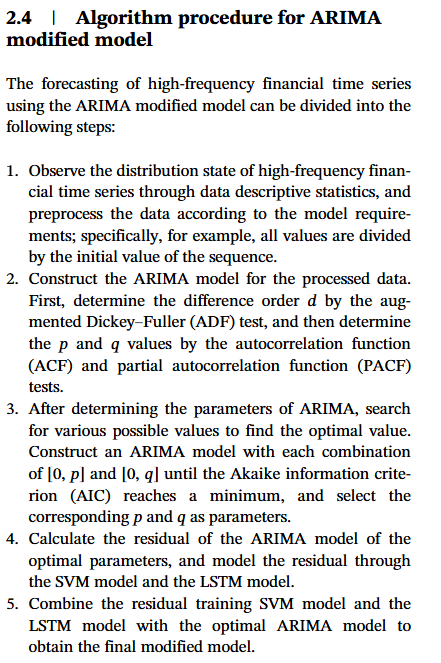 2.4 | Algorithm procedure for ARIMA
modified model
The forecasting of high-frequency financial time series
using the ARIMA modified model can be divided into the
following steps:
1. Observe the distribution state of high-frequency finan-
cial time series through data descriptive statistics, and
preprocess the data according to the model require-
ments; specifically, for example, all values are divided
by the initial value of the sequence.
2. Construct the ARIMA model for the processed data.
First, determine the difference order d by the aug-
mented Dickey–Fuller (ADF) test, and then determine
the p and q values by the autocorrelation function
(ACF) and partial autocorrelation function (PACF)
tests.
3. After determining the parameters of ARIMA, search
for various possible values to find the optimal value.
Construct an ARIMA model with each combination
of [0, p] and [0, q] until the Akaike information crite-
rion (AIC) reaches a minimum, and select the
corresponding p and q as parameters.
4. Calculate the residual of the ARIMA model of the
optimal parameters, and model the residual through
the SVM model and the LSTM model.
5. Combine the residual training SVM model and the
LSTM model with the optimal ARIMA model to
obtain the final modified model.